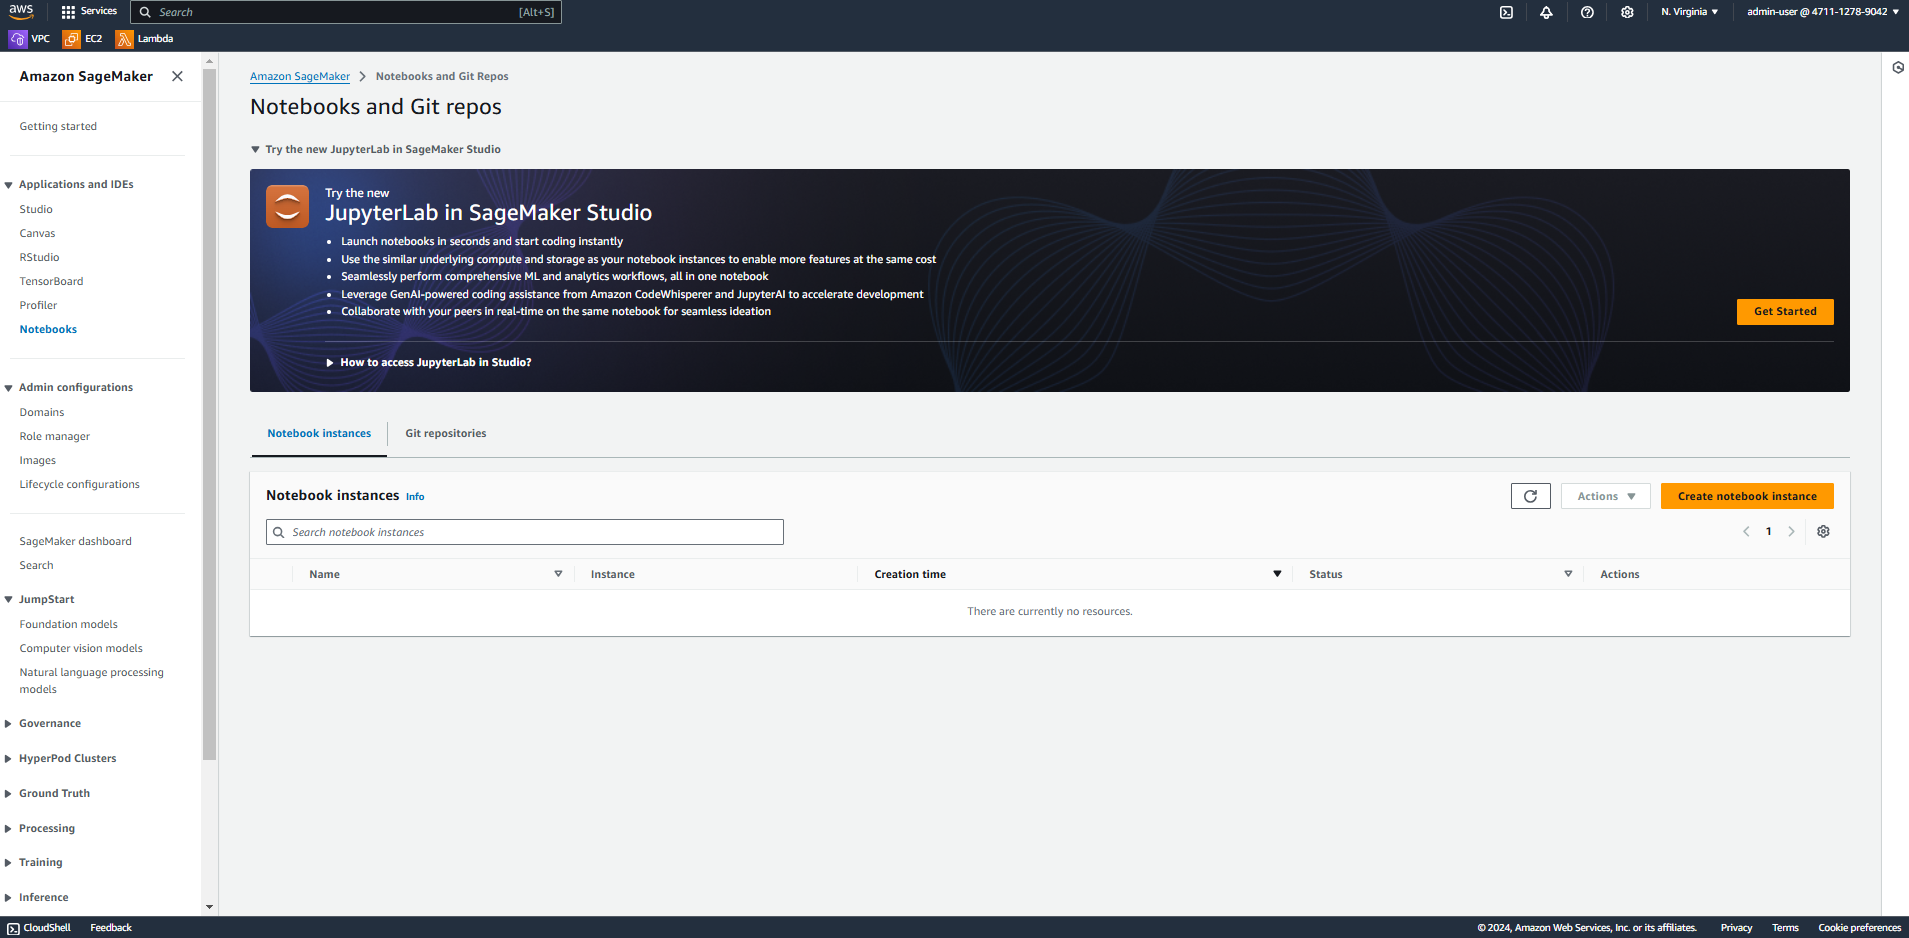 aws
Services
Search
[Alt+S]
N. Virginia
admin-user @ 4711-1278-9042
VPC
EC2
Lambda
Amazon SageMaker
Getting started
Applications and IDEs
Studio
Canvas
RStudio
TensorBoard
Profiler
Notebooks
Admin configurations
Domains
Role manager
Images
Lifecycle configurations
SageMaker dashboard
Search
JumpStart
Foundation models
Computer vision models
Natural language processing
models
Governance
HyperPod Clusters
Ground Truth
Processing
Training
Inference
Amazon SageMaker > Notebooks and Git Repos
Notebooks and Git repos
Try the new JupyterLab in SageMaker Studio
Try the new
JupyterLab in SageMaker Studio
• Launch notebooks in seconds and start coding instantly
• Use the similar underlying compute and storage as your notebook instances to enable more features at the same cost
• Seamlessly perform comprehensive ML and analytics workflows, all in one notebook
• Leverage GenAI-powered coding assistance from Amazon CodeWhisperer and JupyterAI to accelerate development
• Collaborate with your peers in real-time on the same notebook for seamless ideation
Get Started
How to access JupyterLab in Studio?
Notebook instances
Git repositories
Notebook instances Info
Actions
Create notebook instance
Search notebook instances
1
Name
Instance
Creation time
Status
Actions
There are currently no resources.
CloudShell
Feedback
© 2024, Amazon Web Services, Inc. or its affiliates.
Privacy
Terms
Cookie preferences